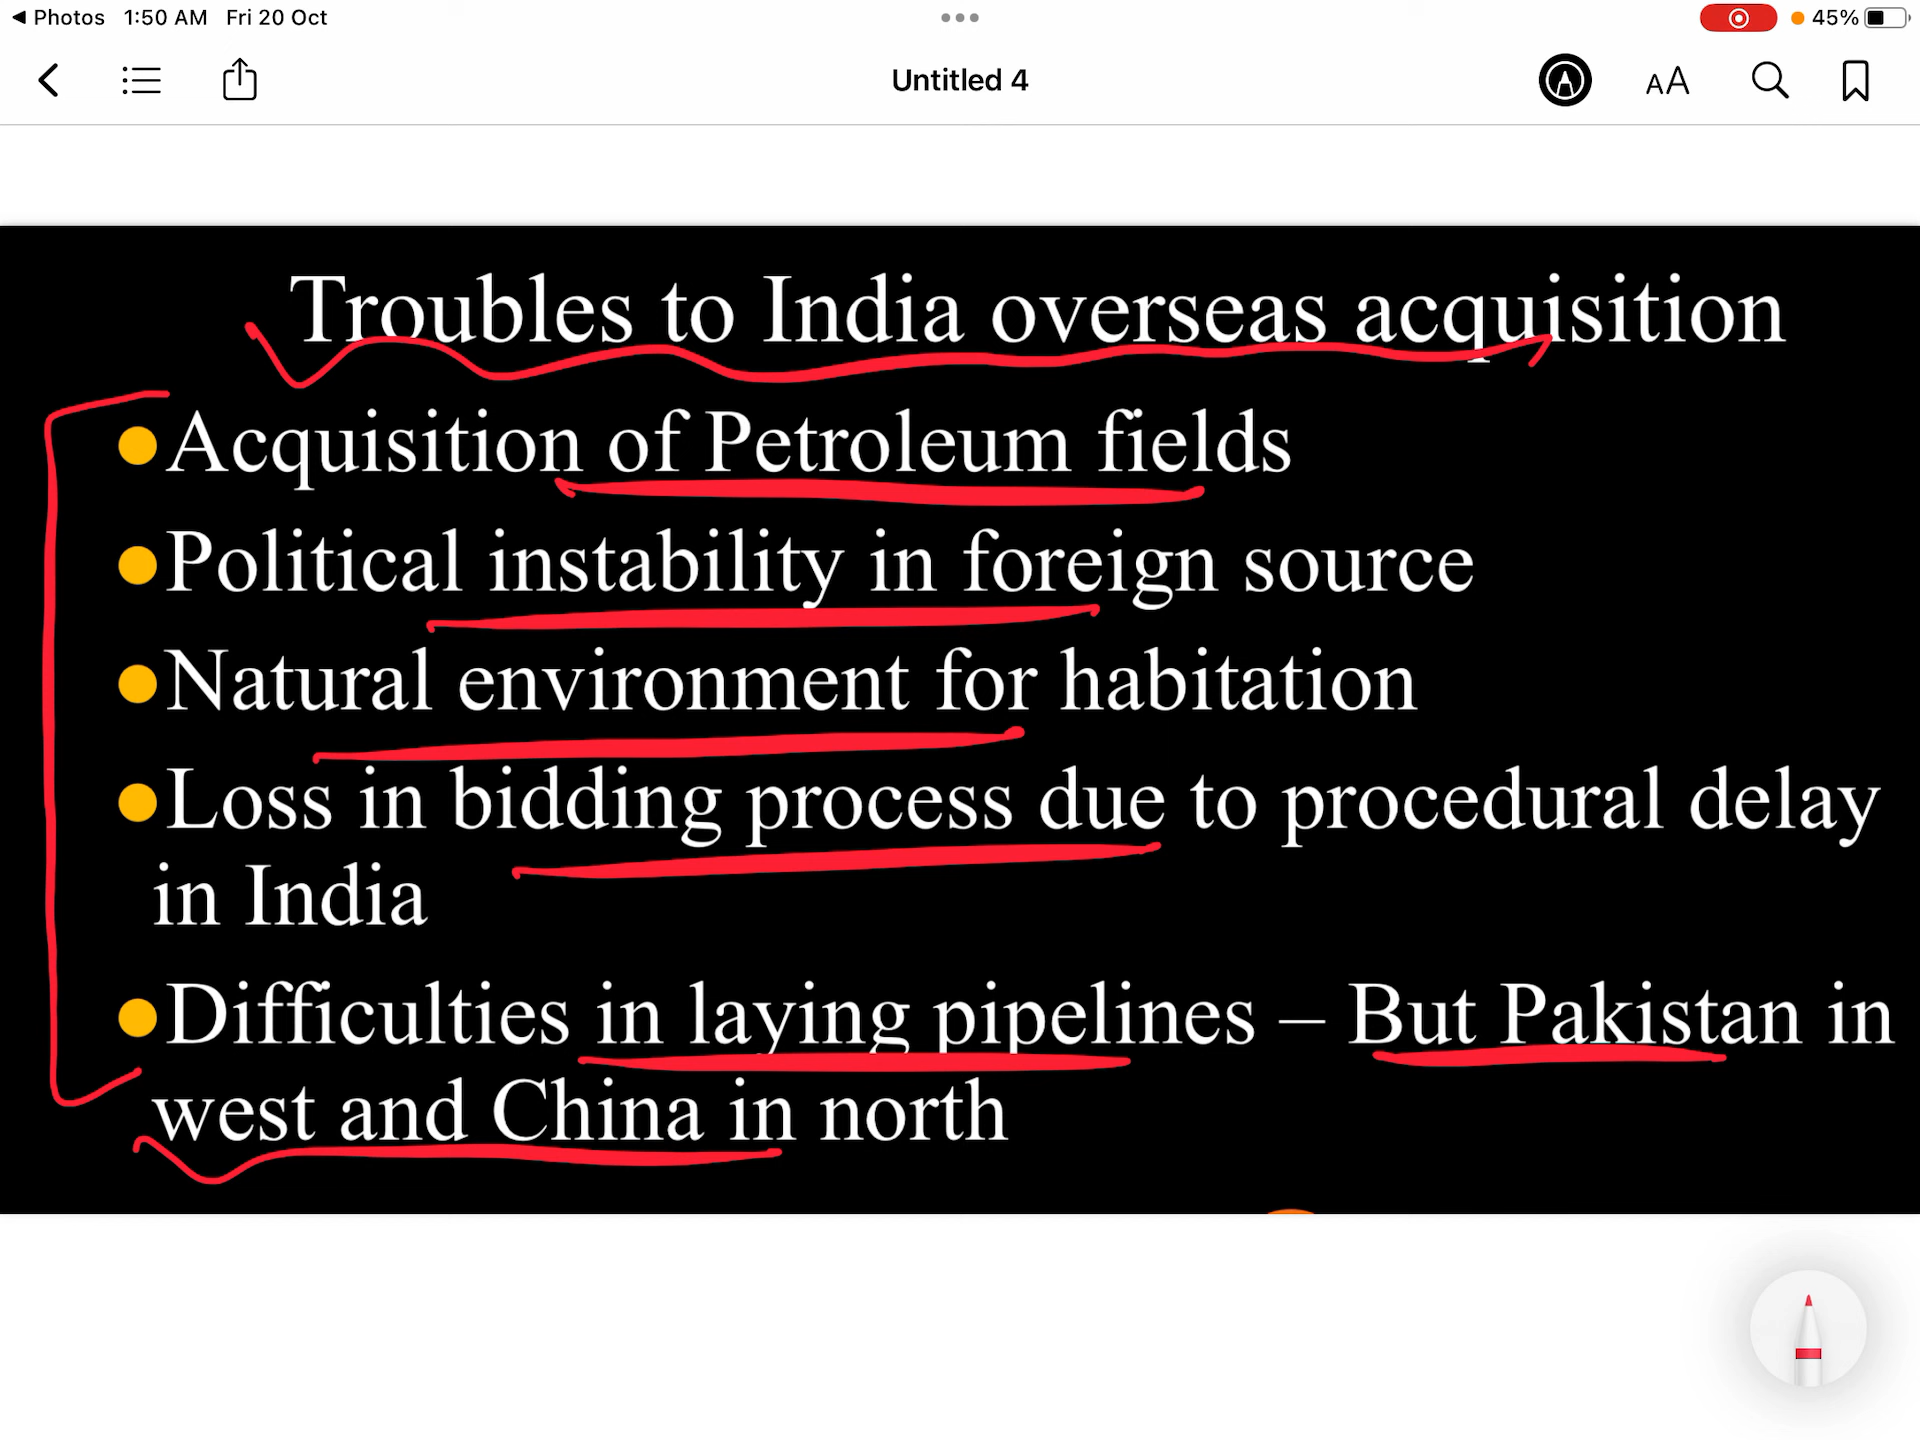 ◀ Photos 1:50 AM Fri 20 Oct 45%
Untitled 4
AA
Troubles to India overseas acquisition
Acquisition of Petroleum fields
Political instability in foreign source
Natural environment for habitation
Loss in bidding process due to procedural delay
in India
Difficulties in laying pipelines – But Pakistan in
west and China in north